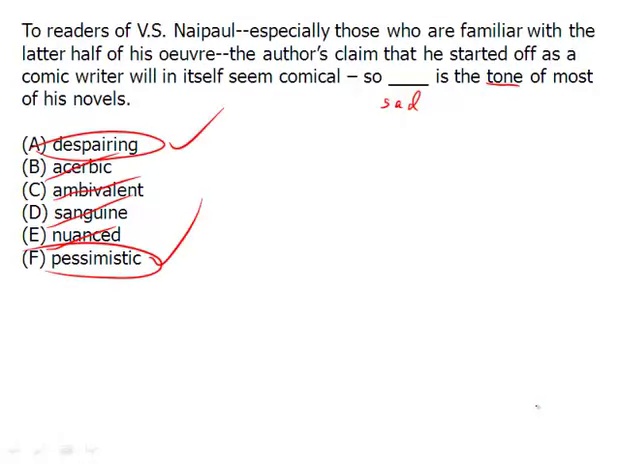 To readers of V.S. Naipaul--especially those who are familiar with the
latter half of his oeuvre--the author's claim that he started off as a
comic writer will in itself seem comical – so ____ is the tone of most
sad
of his novels.
(A) despairing
(B) acerbic
(C) ambivalent
(D) sanguine
(E) nuanced
(F) pessimistic